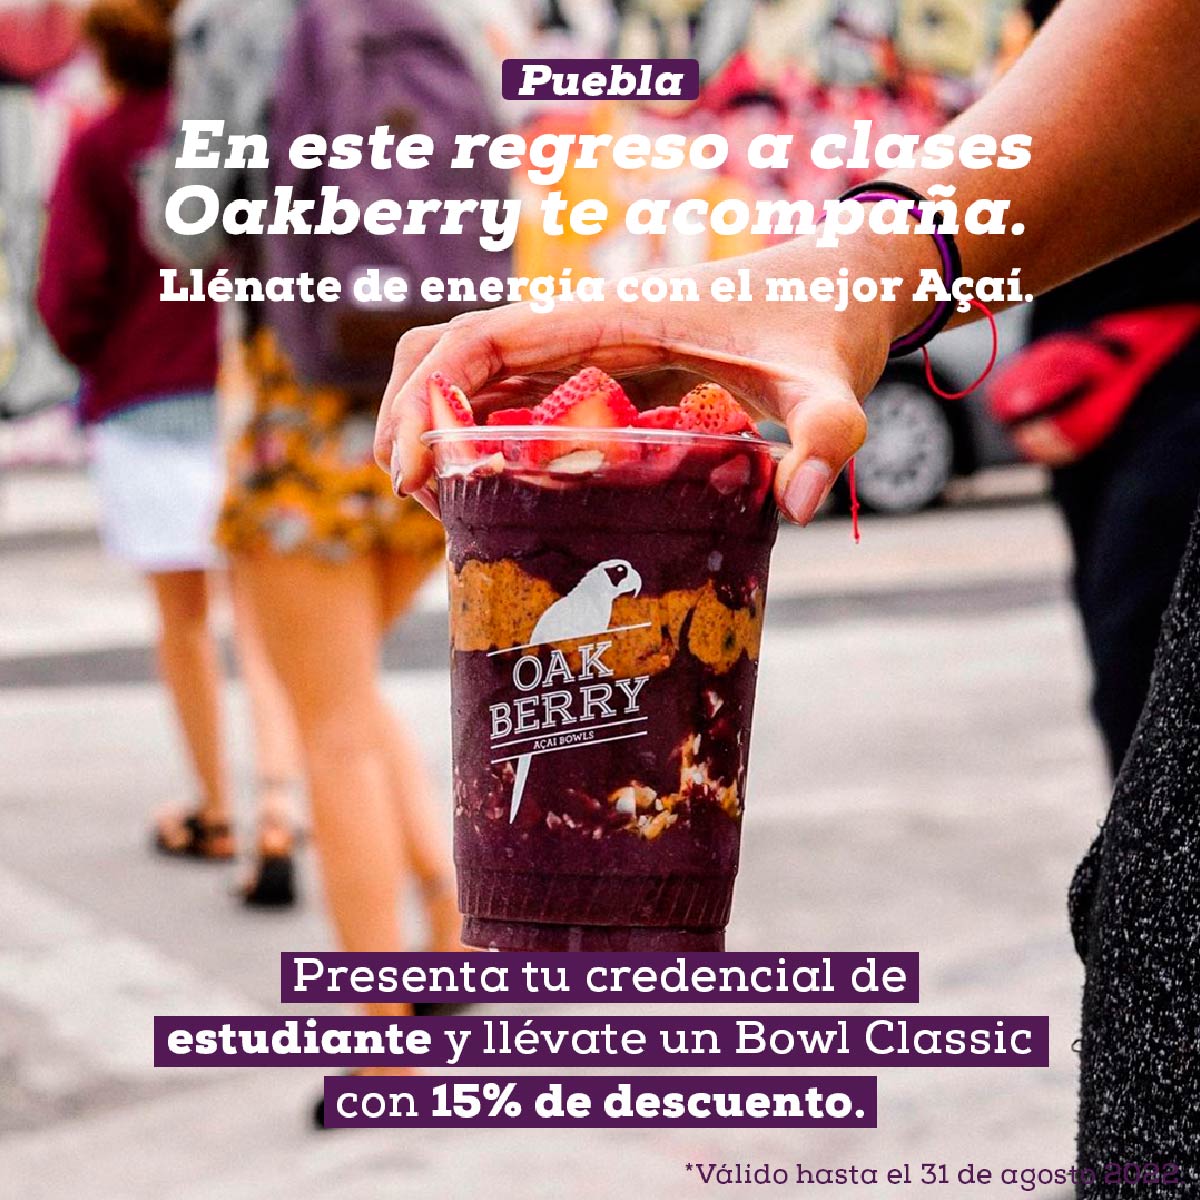 Puebla
En este regreso a clases
Oakberry te acompaña.
Llénate de energía con el mejor Açaí.
OAK
BERRY
AÇAI BOWLS
Presenta tu credencial de
estudiante y llévate un Bowl Classic
con 15% de descuento.
*Válido hasta el 31 de agosto 2022